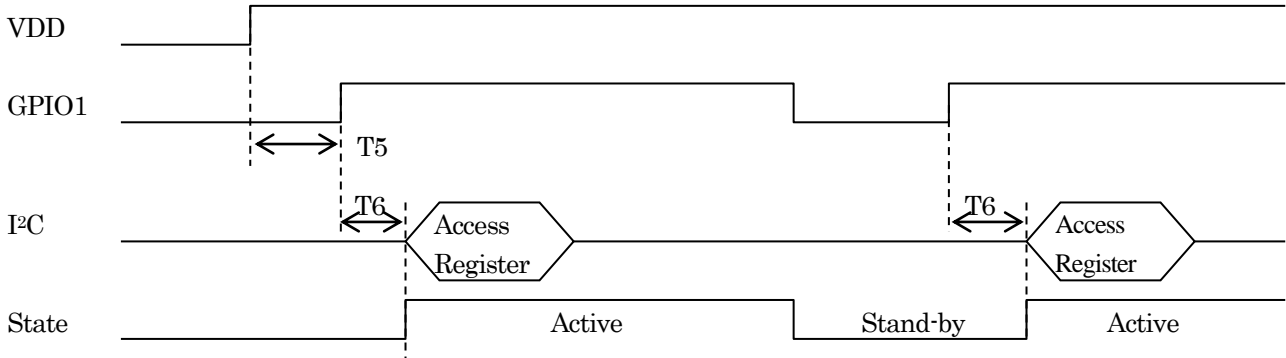 VDD
GPIO1
T5
T6
T6
I²C
Access
Register
Access
Register
State
Active
Stand-by
Active